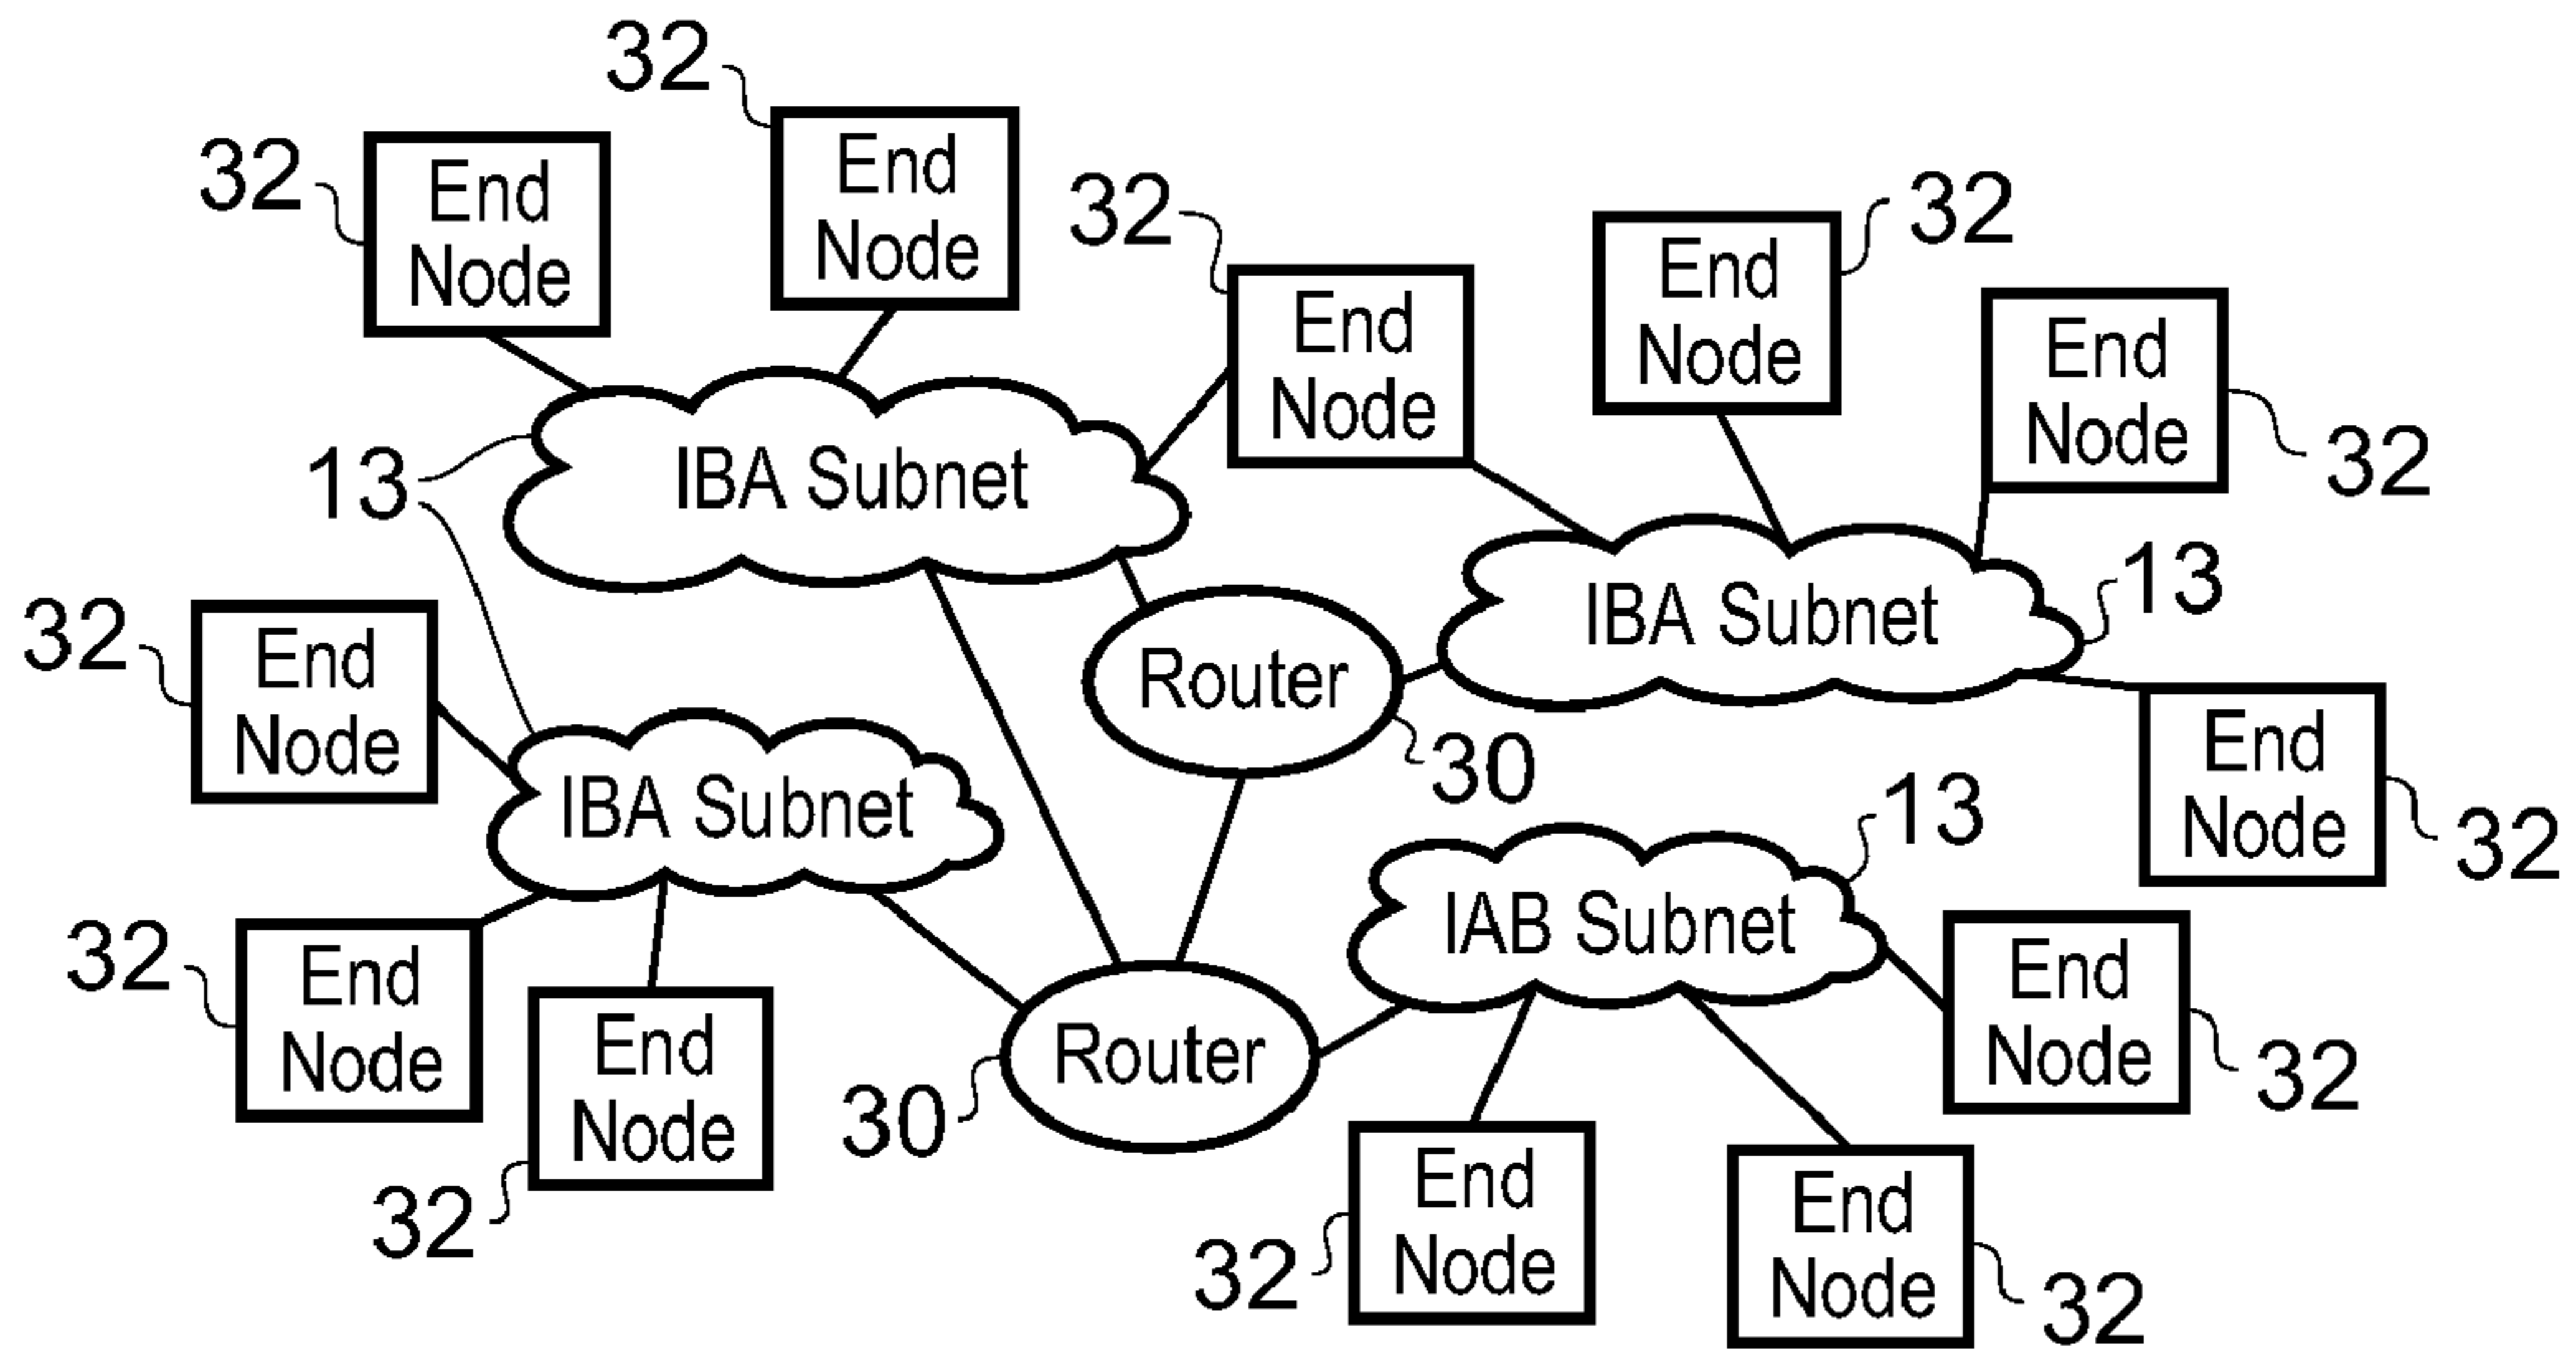 32
End
Node
32
End
Node
32
End
Node
32
End
Node
End
Node
32
13
IBA Subnet
IBA Subnet
13
32
End
Node
Router
30
End
Node
32
IBA Subnet
13
IAB Subnet
32
End
Node
End
Node
32
32
End
Node
30
Router
32
End
Node
End
Node
32